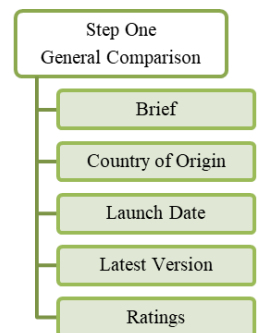 Step One
General Comparison
Brief
Country of Origin
Launch Date
Latest Version
Ratings